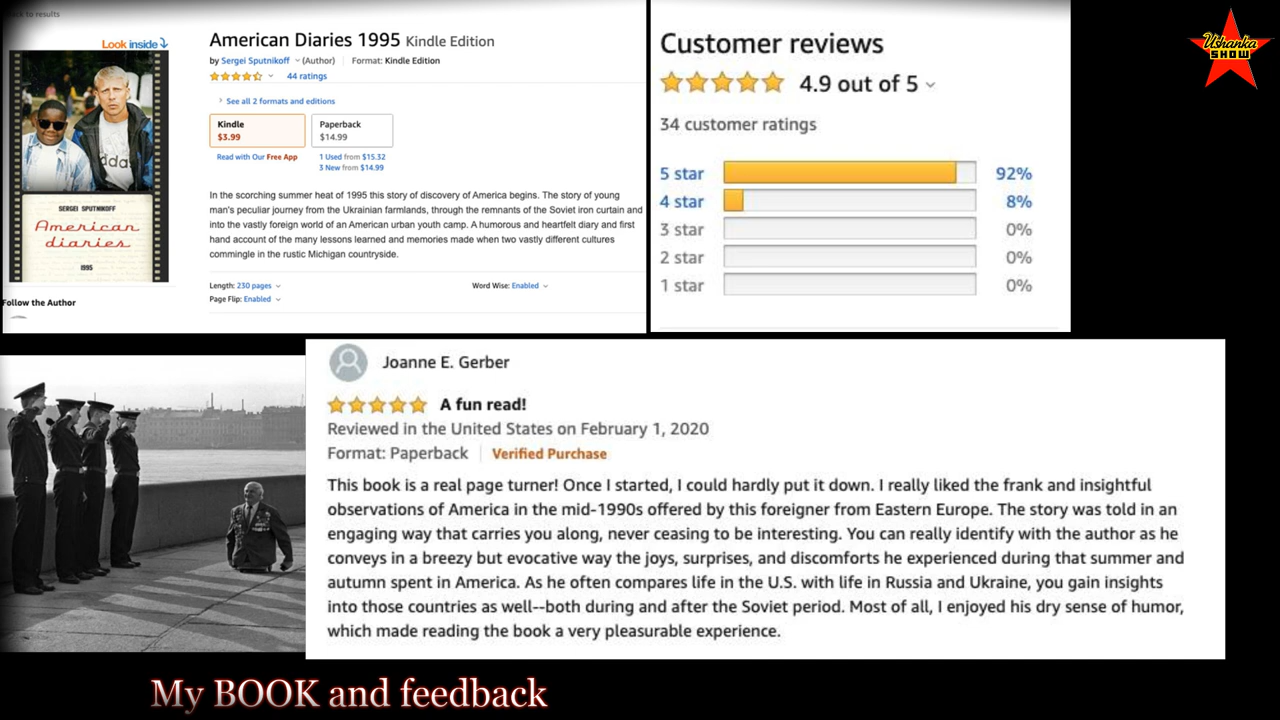 Back to results
Look inside
American Diaries 1995 Kindle Edition
by Sergei Sputnikoff (Author) | Format: Kindle Edition
44 ratings
See all 2 formats and editions
Kindle
$3.99
Paperback
$14.99
Read with Our Free App
1 Used from $15.32
3 New from $14.99
In the scorching summer heat of 1995 this story of discovery of America begins. The story of young
man's peculiar journey from the Ukrainian farmlands, through the remnants of the Soviet iron curtain and
into the vastly foreign world of an American urban youth camp. A humorous and heartfelt diary and first
hand account of the many lessons learned and memories made when two vastly different cultures
commingle in the rustic Michigan countryside.
Length: 230 pages
Word Wise: Enabled
Page Flip: Enabled
SERGEI SPUTNIKOFF
American
diaries
1995
Follow the Author
Customer reviews
4.9 out of 5
34 customer ratings
5 star 92%
4 star 8%
3 star 0%
2 star 0%
1 star 0%
Ushanka
SHOW
Joanne E. Gerber
A fun read!
Reviewed in the United States on February 1, 2020
Format: Paperback | Verified Purchase
This book is a real page turner! Once I started, I could hardly put it down. I really liked the frank and insightful
observations of America in the mid-1990s offered by this foreigner from Eastern Europe. The story was told in an
engaging way that carries you along, never ceasing to be interesting. You can really identify with the author as he
conveys in a breezy but evocative way the joys, surprises, and discomforts he experienced during that summer and
autumn spent in America. As he often compares life in the U.S. with life in Russia and Ukraine, you gain insights
into those countries as well--both during and after the Soviet period. Most of all, I enjoyed his dry sense of humor,
which made reading the book a very pleasurable experience.
My BOOK and feedback